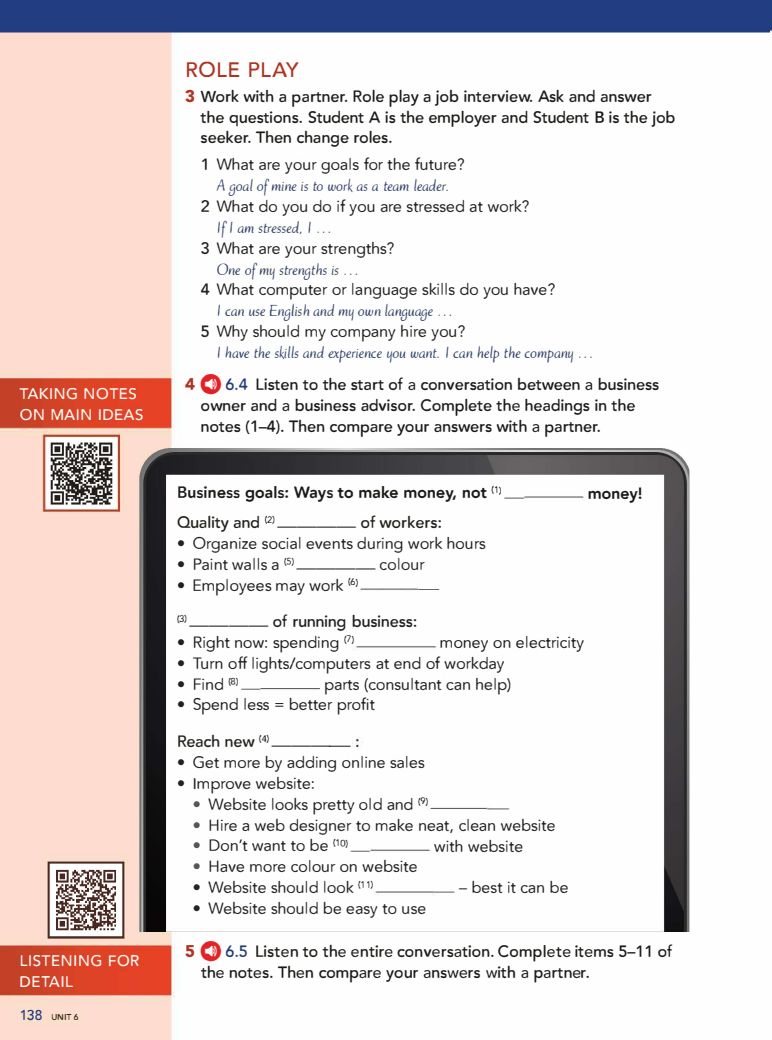 ROLE PLAY
3 Work with a partner. Role play a job interview. Ask and answer
the questions. Student A is the employer and Student B is the job
seeker. Then change roles.
1 What are your goals for the future?
A goal of mine is to work as a team leader.
2 What do you do if you are stressed at work?
If I am stressed, I ...
3 What are your strengths?
One of my strengths is ...
4 What computer or language skills do you have?
I can use English and my own language ...
5 Why should my company hire you?
I have the skills and experience you want. I can help the company ...
TAKING NOTES
ON MAIN IDEAS
4 6.4 Listen to the start of a conversation between a business
owner and a business advisor. Complete the headings in the
notes (1–4). Then compare your answers with a partner.
Business goals: Ways to make money, not (1) __________ money!
Quality and (2) __________ of workers:
• Organize social events during work hours
• Paint walls a (5) __________ colour
• Employees may work (6) __________
(3) __________ of running business:
• Right now: spending (7) __________ money on electricity
• Turn off lights/computers at end of workday
• Find (8) __________ parts (consultant can help)
• Spend less = better profit
Reach new (4) __________ :
• Get more by adding online sales
• Improve website:
• Website looks pretty old and (9) __________
• Hire a web designer to make neat, clean website
• Don't want to be (10) __________ with website
• Have more colour on website
• Website should look (11) __________ – best it can be
• Website should be easy to use
LISTENING FOR
DETAIL
5 6.5 Listen to the entire conversation. Complete items 5–11 of
the notes. Then compare your answers with a partner.
138 UNIT 6